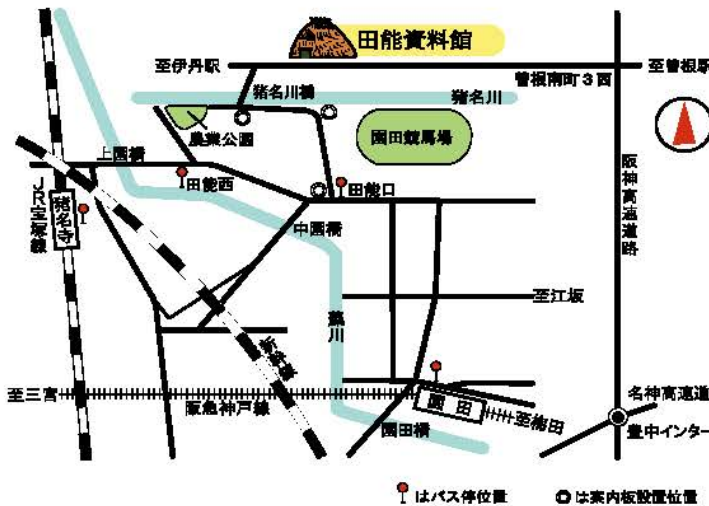 田能資料館
至伊丹駅
曽根南町3西
至曽根駅
猪名川橋
猪名川
農業公園
園田競馬場
上園橋
田能西
田能口
阪神高速道路
JR宝塚線
猪名寺
中園橋
至江坂
藻川
新幹線
至三宮
阪急神戸線
園田
至梅田
園田橋
名神高速道
豊中インター
はバス停位置
は案内板設置位置